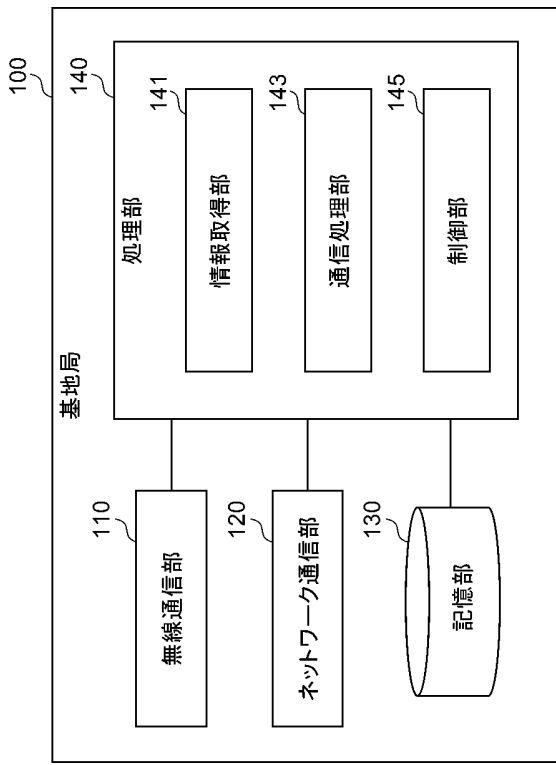 100
基地局
110
無線通信部
120
ネットワーク通信部
130
記憶部
140
処理部
141
情報取得部
143
通信処理部
145
制御部